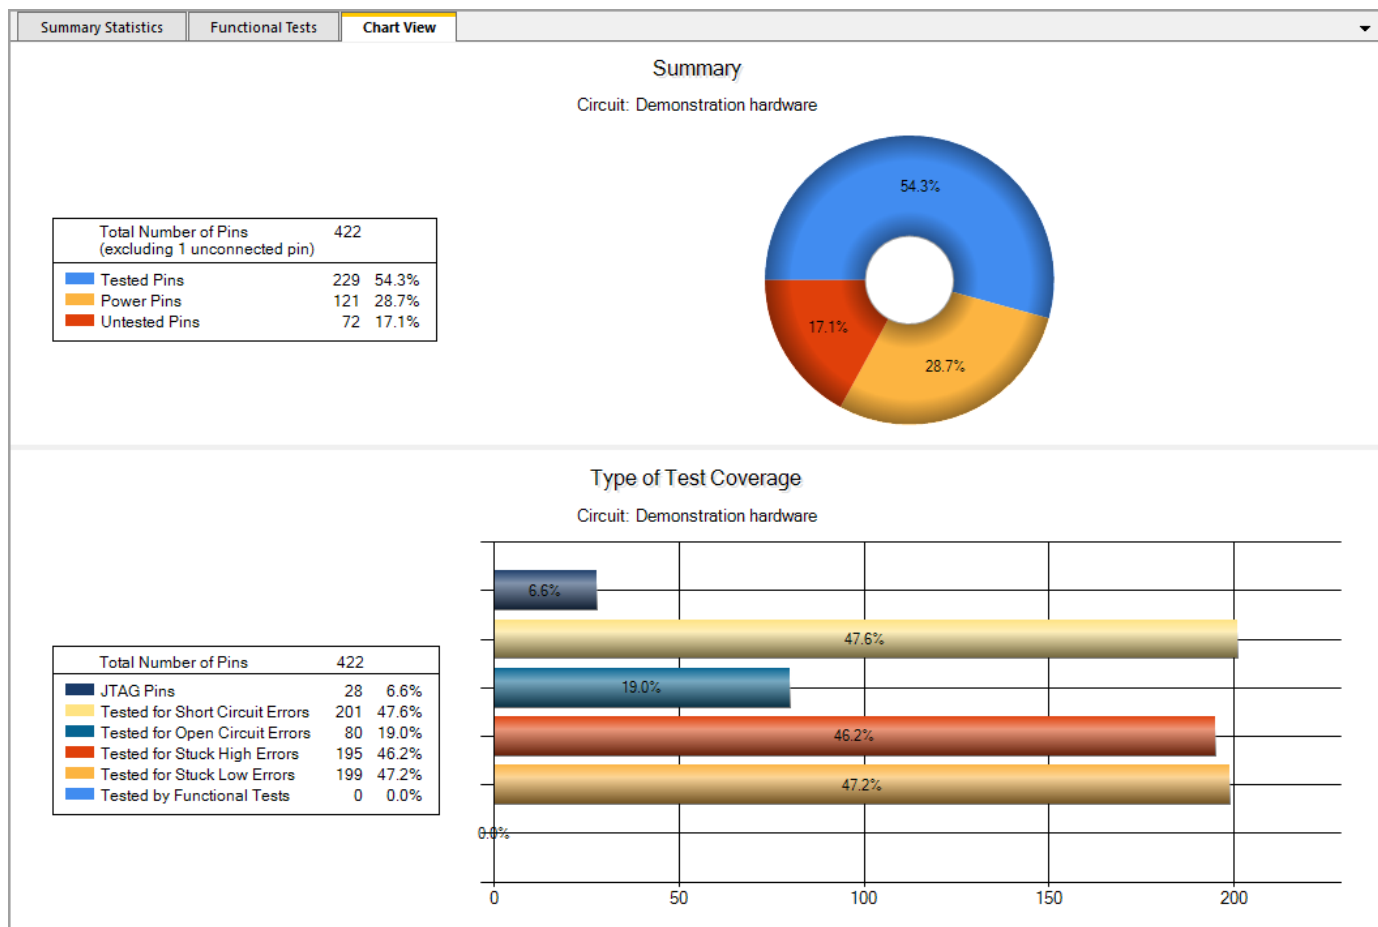 Summary Statistics
Functional Tests
Chart View
Summary
Circuit: Demonstration hardware
Total Number of Pins 422
(excluding 1 unconnected pin)
Tested Pins 229 54.3%
Power Pins 121 28.7%
Untested Pins 72 17.1%
54.3%
17.1%
28.7%
Type of Test Coverage
Circuit: Demonstration hardware
Total Number of Pins 422
JTAG Pins 28 6.6%
Tested for Short Circuit Errors 201 47.6%
Tested for Open Circuit Errors 80 19.0%
Tested for Stuck High Errors 195 46.2%
Tested for Stuck Low Errors 199 47.2%
Tested by Functional Tests 0 0.0%
6.6%
47.6%
19.0%
46.2%
47.2%
0.0%
0 50 100 150 200